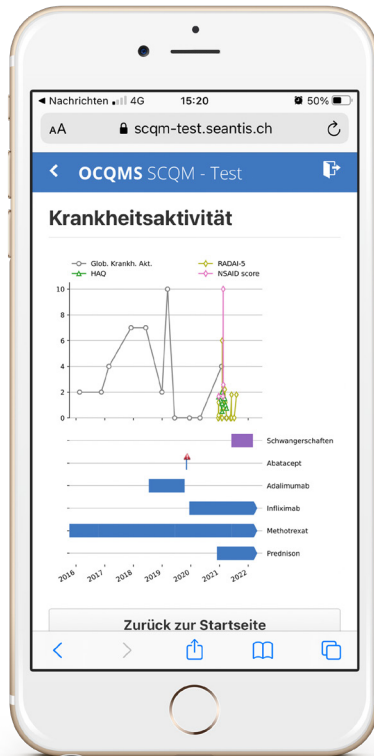 Nachrichten 4G 15:20 50%
AA scqm-test.seantis.ch
OCQMS SCQM - Test
Krankheitsaktivität
Glob. Krankh. Akt. RADAI-5
HAQ NSAID score
10
8
6
4
2
0
Schwangerschaften
Abatacept
Adalimumab
Infliximab
Methotrexat
Prednison
2016 2017 2018 2019 2020 2021 2022
Zurück zur Startseite